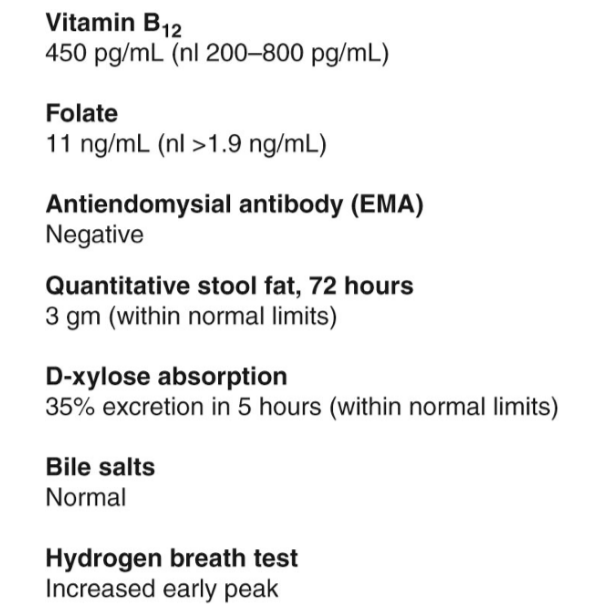 Vitamin B₁₂
450 pg/mL (nl 200–800 pg/mL)
Folate
11 ng/mL (nl >1.9 ng/mL)
Antiendomysial antibody (EMA)
Negative
Quantitative stool fat, 72 hours
3 gm (within normal limits)
D-xylose absorption
35% excretion in 5 hours (within normal limits)
Bile salts
Normal
Hydrogen breath test
Increased early peak